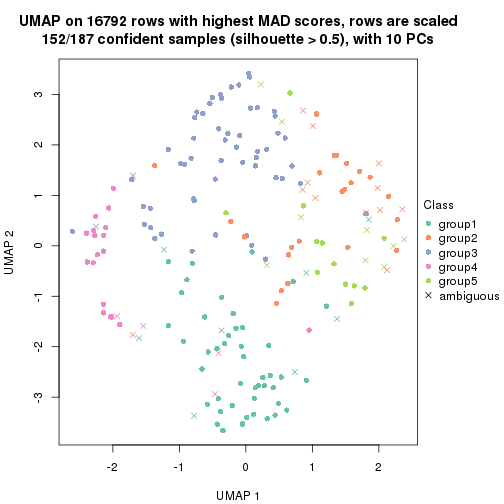 UMAP on 16792 rows with highest MAD scores, rows are scaled
152/187 confident samples (silhouette > 0.5), with 10 PCs
3
2
1
0
-1
-2
-3
UMAP 2
-2
-1
0
1
2
UMAP 1
Class
group1
group2
group3
group4
group5
ambiguous